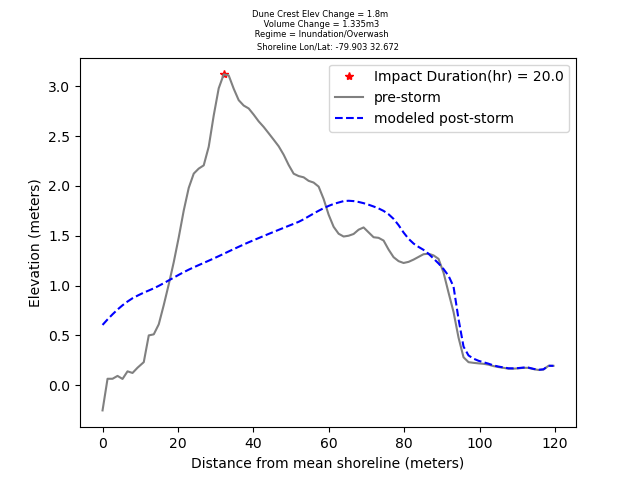 Dune Crest Elev Change = 1.8m
Volume Change = 1.335m3
Regime = Inundation/Overwash
Shoreline Lon/Lat: -79.903 32.672
Impact Duration(hr) = 20.0
pre-storm
modeled post-storm
3.0
2.5
2.0
1.5
1.0
0.5
0.0
Elevation (meters)
0 20 40 60 80 100 120
Distance from mean shoreline (meters)